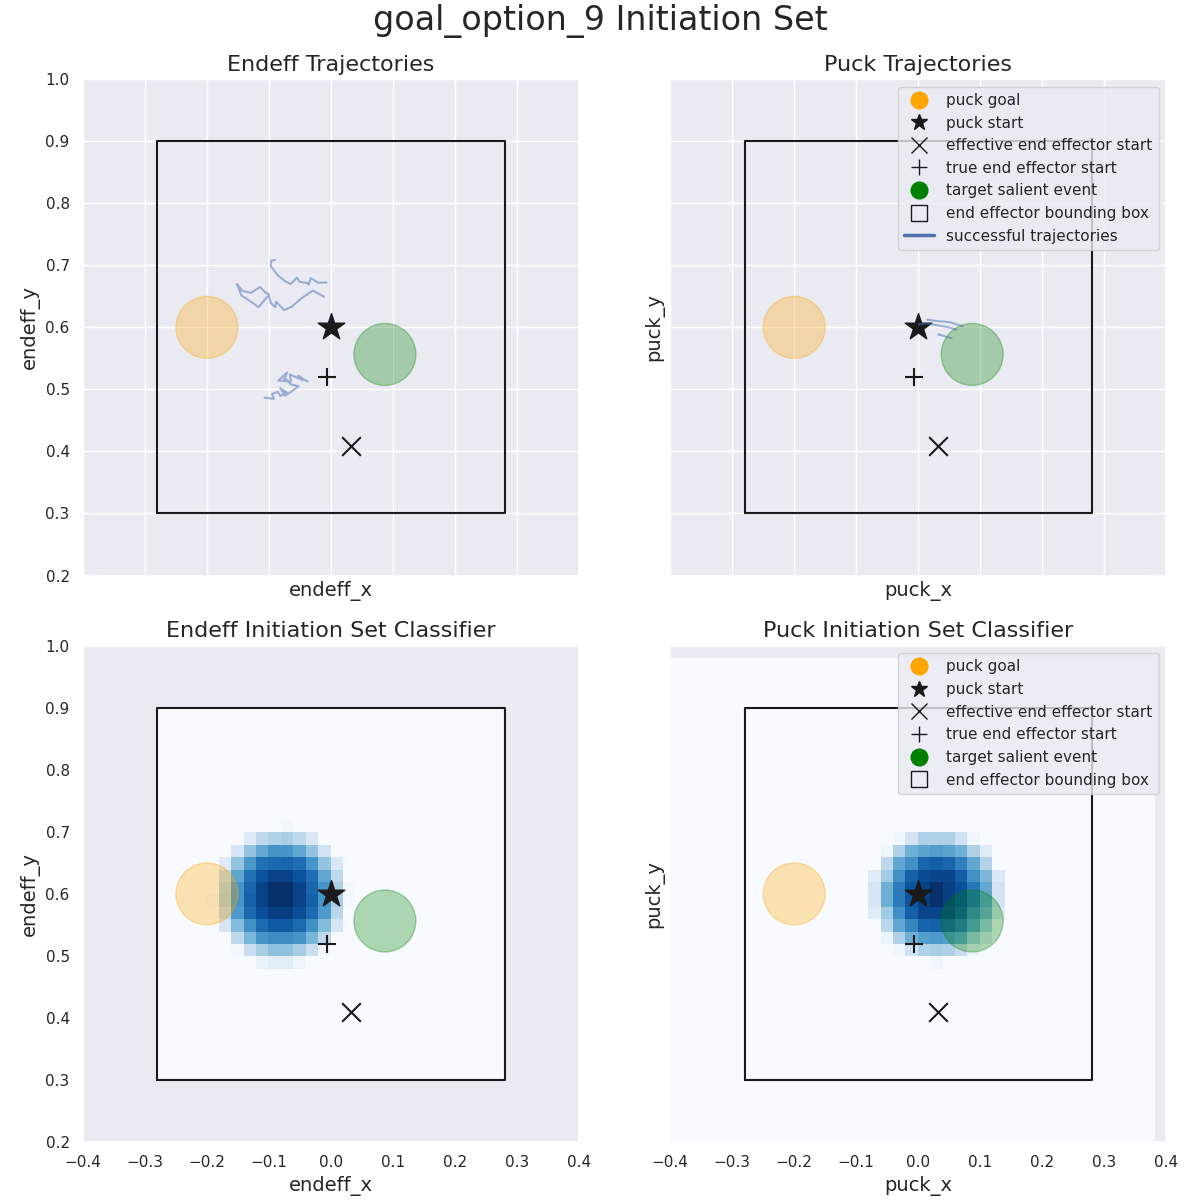 goal_option_9 Initiation Set
Endeff Trajectories
1.0
0.9
0.8
0.7
0.6
0.5
0.4
0.3
0.2
endeff_y
endeff_x
Puck Trajectories
puck goal
puck start
effective end effector start
true end effector start
target salient event
end effector bounding box
successful trajectories
puck_y
puck_x
Endeff Initiation Set Classifier
1.0
0.9
0.8
0.7
0.6
0.5
0.4
0.3
0.2
endeff_y
−0.4 −0.3 −0.2 −0.1 0.0 0.1 0.2 0.3 0.4
endeff_x
Puck Initiation Set Classifier
puck goal
puck start
effective end effector start
true end effector start
target salient event
end effector bounding box
puck_y
−0.4 −0.3 −0.2 −0.1 0.0 0.1 0.2 0.3 0.4
puck_x